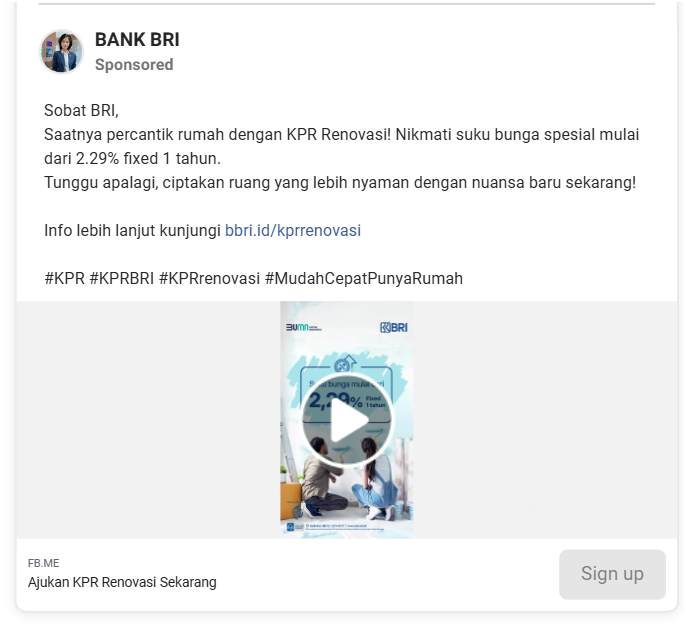 BANK BRI
Sponsored
Sobat BRI,
Saatnya percantik rumah dengan KPR Renovasi! Nikmati suku bunga spesial mulai
dari 2.29% fixed 1 tahun.
Tunggu apalagi, ciptakan ruang yang lebih nyaman dengan nuansa baru sekarang!
Info lebih lanjut kunjungi bbri.id/kprrenovasi
#KPR #KPRBRI #KPRrenovasi #MudahCepatPunyaRumah
BUMN
BRI
Suku bunga mulai dari
2,29% Fixed
1 tahun
FB.ME
Ajukan KPR Renovasi Sekarang
Sign up